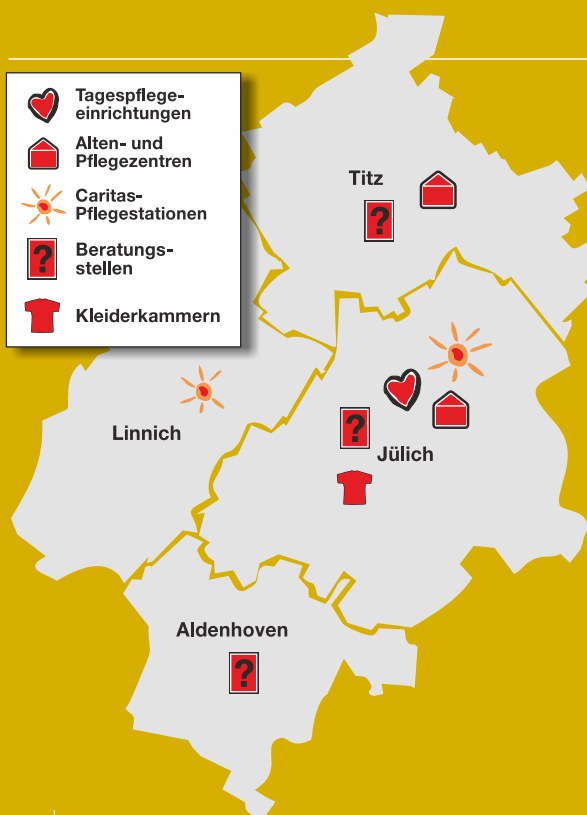 Tagespflege-
einrichtungen
Alten- und
Pflegezentren
Caritas-
Pflegestationen
?
Beratungs-
stellen
Kleiderkammern
Titz
?
Linnich
?
Jülich
Aldenhoven
?